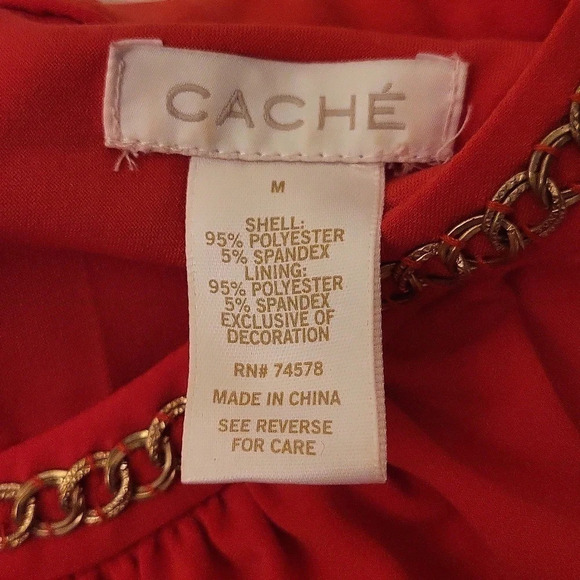 CACHÉ
M
SHELL:
95% POLYESTER
5% SPANDEX
LINING:
95% POLYESTER
5% SPANDEX
EXCLUSIVE OF
DECORATION
RN# 74578
MADE IN CHINA
SEE REVERSE
FOR CARE